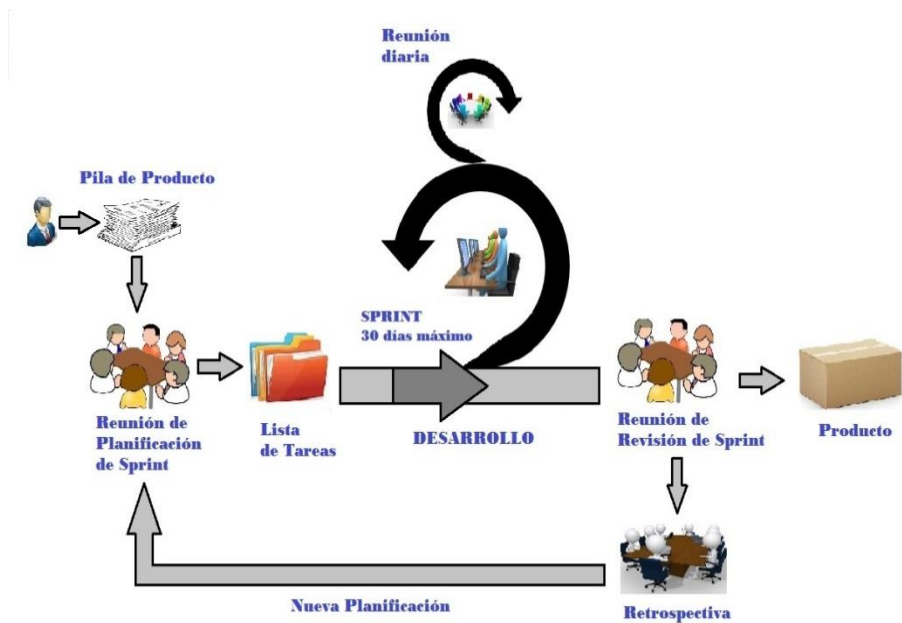 Reunión
diaria
Pila de Producto
SPRINT
30 días máximo
Reunión de
Planificación
de Sprint
Lista
de Tareas
DESARROLLO
Reunión de
Revisión de Sprint
Producto
Nueva Planificación
Retrospectiva